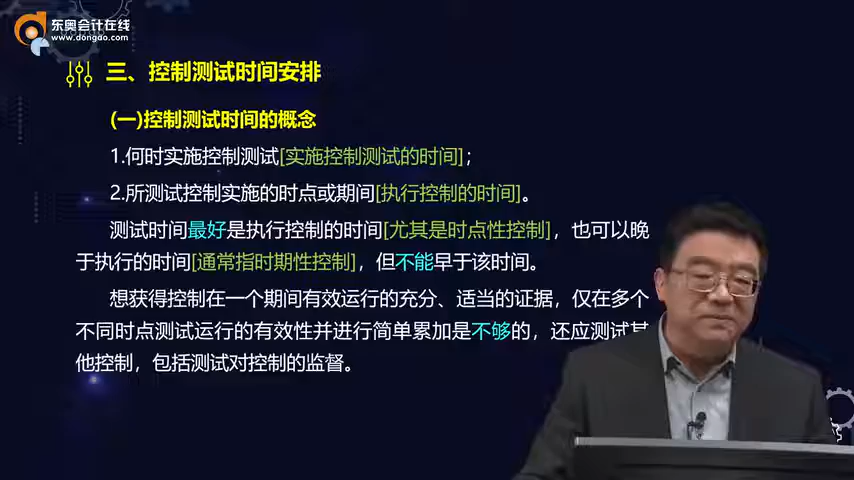 东奥会计在线
www.dongao.com
三、控制测试时间安排
(一)控制测试时间的概念
1.何时实施控制测试[实施控制测试的时间]；
2.所测试控制实施的时点或期间[执行控制的时间]。
测试时间最好是执行控制的时间[尤其是时点性控制]，也可以晚
于执行的时间[通常指时期性控制]，但不能早于该时间。
想获得控制在一个期间有效运行的充分、适当的证据，仅在多个
不同时点测试运行的有效性并进行简单累加是不够的，还应测试其
他控制，包括测试对控制的监督。